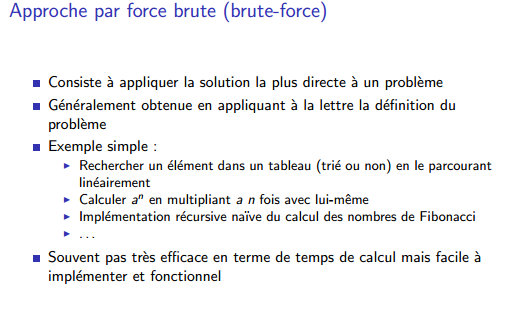 Approche par force brute (brute-force)
Consiste à appliquer la solution la plus directe à un problème
Généralement obtenue en appliquant à la lettre la définition du
problème
Exemple simple :
Rechercher un élément dans un tableau (trié ou non) en le parcourant
linéairement
Calculer aⁿ en multipliant a n fois avec lui-même
Implémentation récursive naïve du calcul des nombres de Fibonacci
...
Souvent pas très efficace en terme de temps de calcul mais facile à
implémenter et fonctionnel